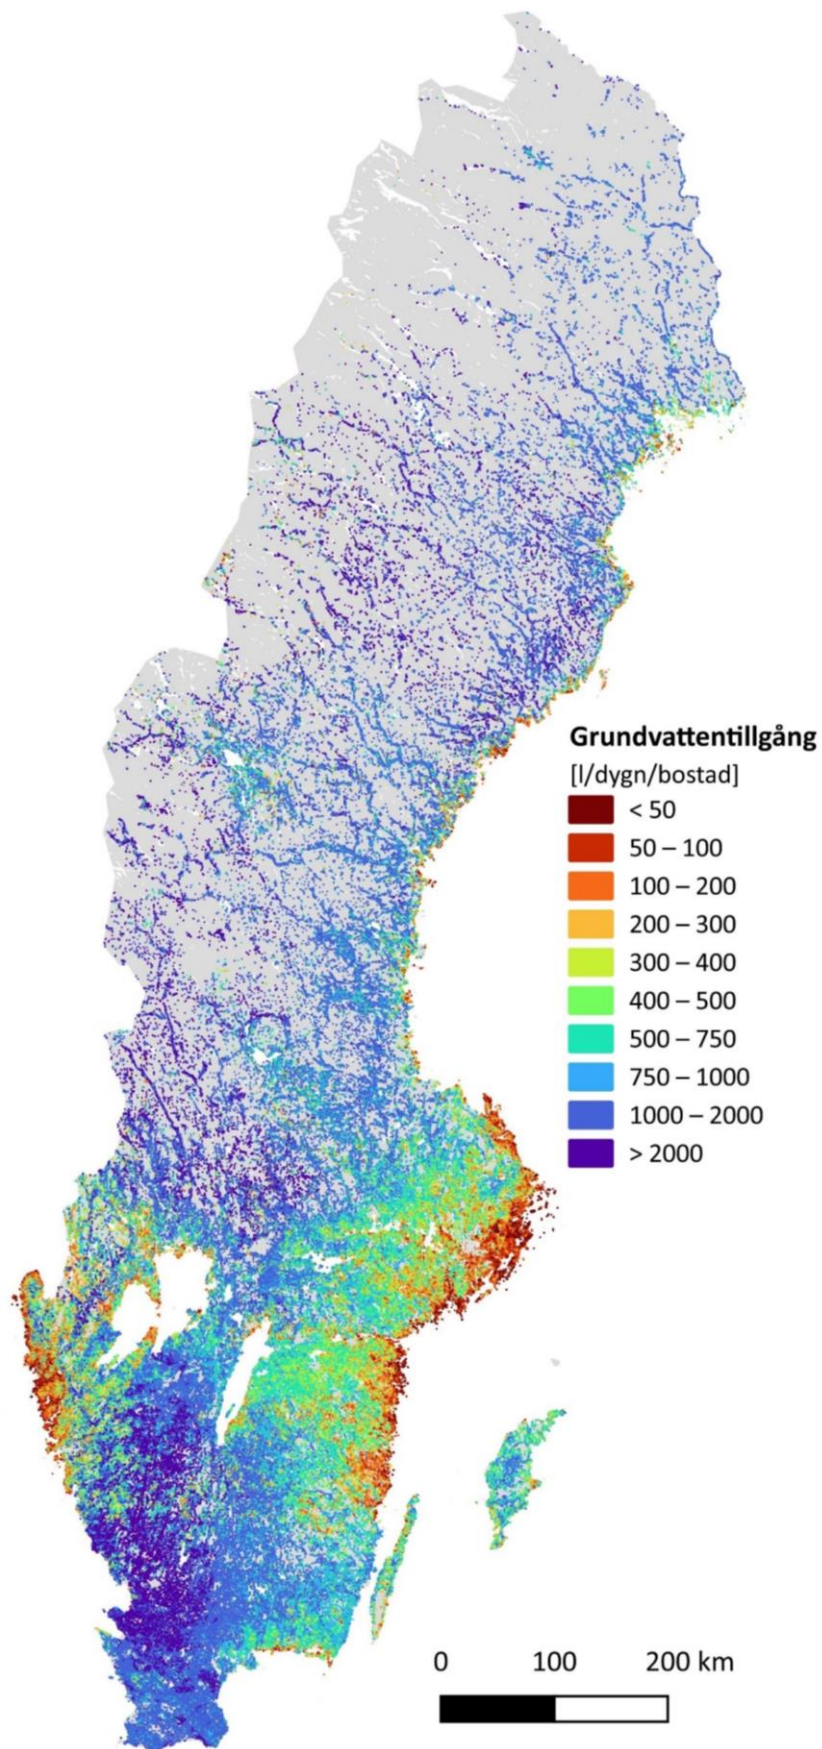 Grundvattentillgång
[l/dygn/bostad]
< 50
50 – 100
100 – 200
200 – 300
300 – 400
400 – 500
500 – 750
750 – 1000
1000 – 2000
> 2000
0 100 200 km